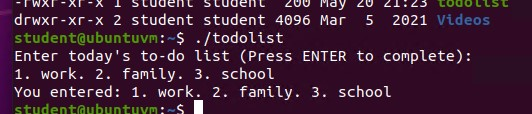 -rwxr-xr-x 1 student student  200 May 20 21:23 todolist
drwxr-xr-x 2 student student 4096 Mar  5  2021 Videos
student@ubuntuvm:~$ ./todolist
Enter today's to-do list (Press ENTER to complete):
1. work. 2. family. 3. school
You entered: 1. work. 2. family. 3. school
student@ubuntuvm:~$